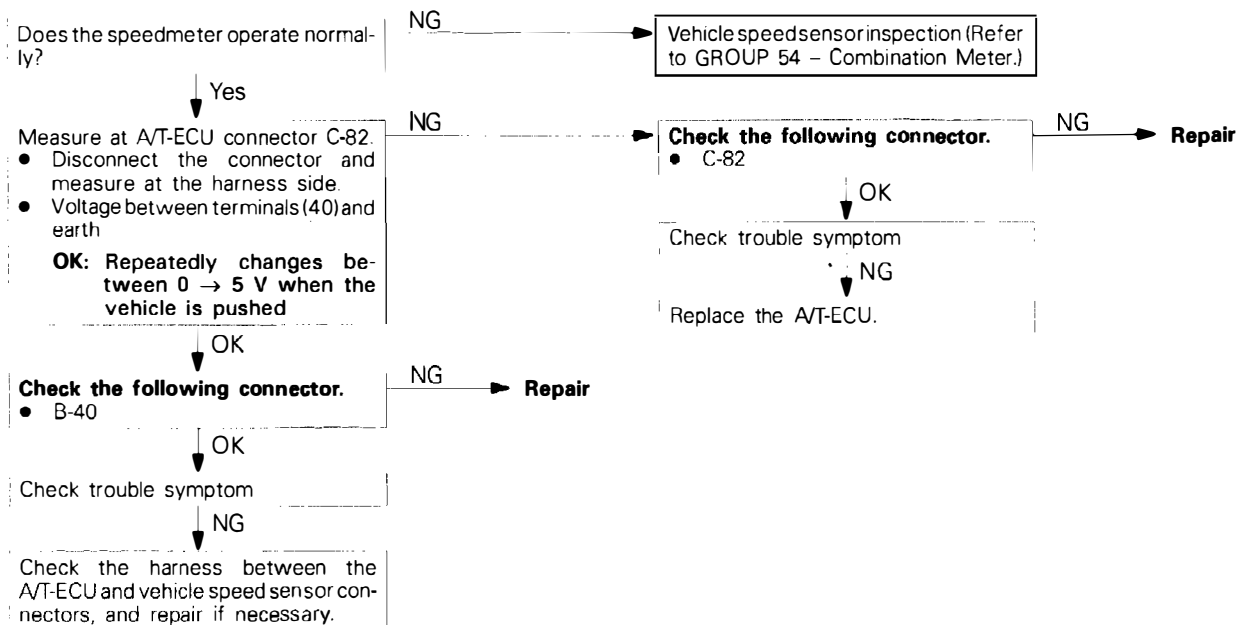 Does the speedmeter operate normal-
ly?
NG
Vehicle speed sensor inspection (Refer
to GROUP 54 – Combination Meter.)
Yes
Measure at A/T-ECU connector C-82.
● Disconnect the connector and
measure at the harness side.
● Voltage between terminals (40) and
earth
OK: Repeatedly changes be-
tween 0 → 5 V when the
vehicle is pushed
NG
Check the following connector.
● C-82
NG
Repair
OK
Check trouble symptom
NG
Replace the A/T-ECU.
OK
Check the following connector.
● B-40
NG
Repair
OK
Check trouble symptom
NG
Check the harness between the
A/T-ECU and vehicle speed sensor con-
nectors, and repair if necessary.